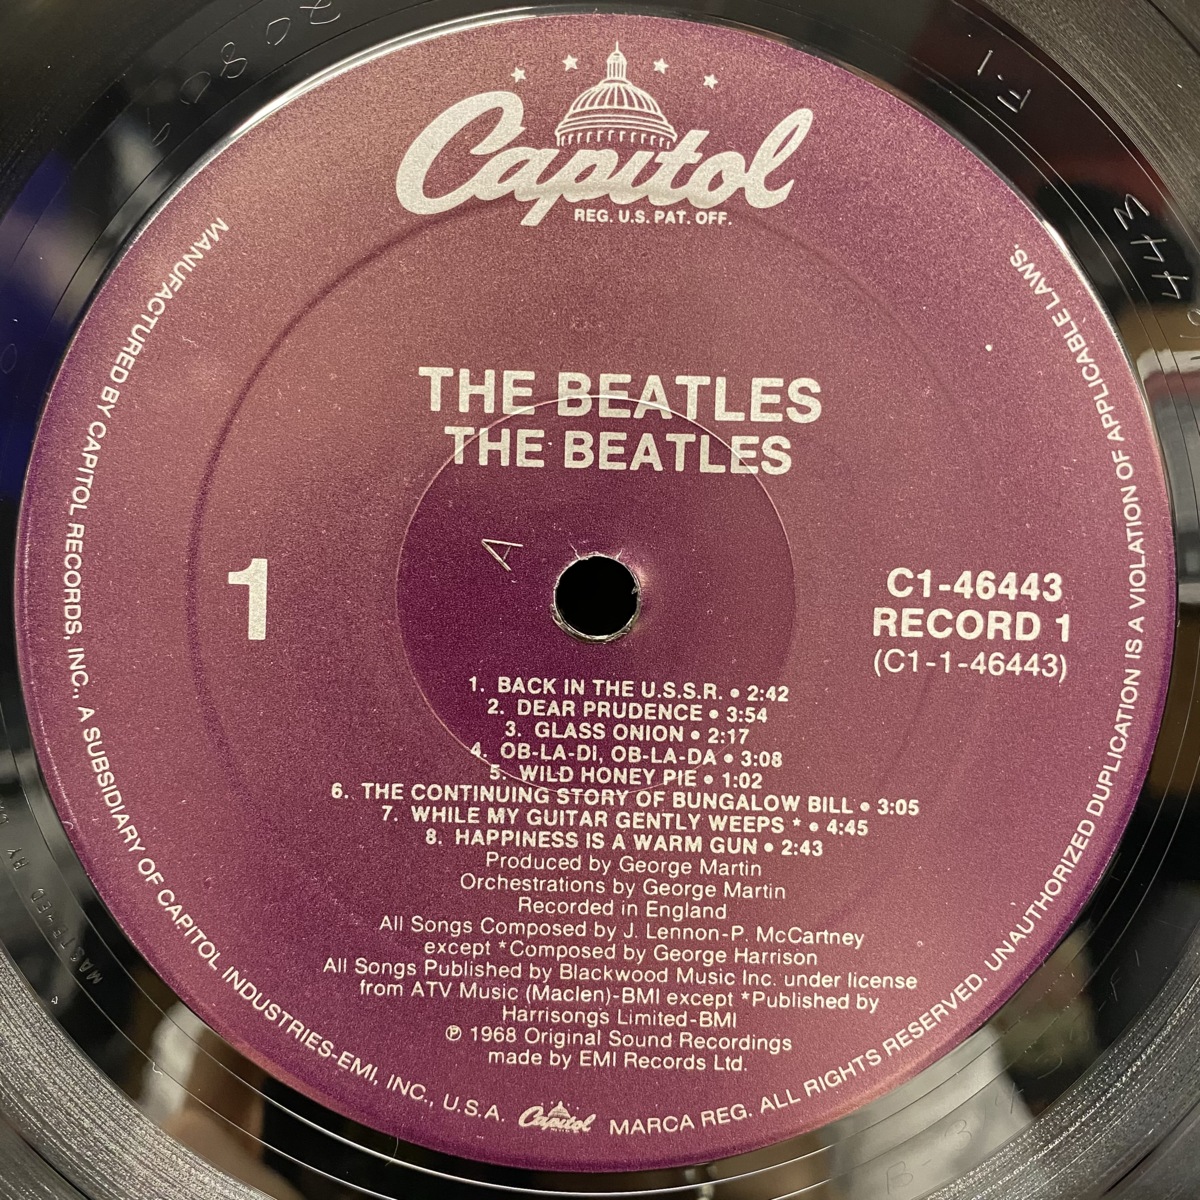 Capitol
REG. U.S. PAT. OFF.
THE BEATLES
THE BEATLES
A
1
C1-46443
RECORD 1
(C1-1-46443)
1. BACK IN THE U.S.S.R. • 2:42
2. DEAR PRUDENCE • 3:54
3. GLASS ONION • 2:17
4. OB-LA-DI, OB-LA-DA • 3:08
5. WILD HONEY PIE • 1:02
6. THE CONTINUING STORY OF BUNGALOW BILL • 3:05
7. WHILE MY GUITAR GENTLY WEEPS * • 4:45
8. HAPPINESS IS A WARM GUN • 2:43
Produced by George Martin
Orchestrations by George Martin
Recorded in England
All Songs Composed by J. Lennon-P. McCartney
except *Composed by George Harrison
All Songs Published by Blackwood Music Inc. under license
from ATV Music (Maclen)-BMI except *Published by
Harrisongs Limited-BMI
℗ 1968 Original Sound Recordings
made by EMI Records Ltd.
MANUFACTURED BY CAPITOL RECORDS, INC., A SUBSIDIARY OF CAPITOL INDUSTRIES-EMI, INC., U.S.A. Capitol MARCA REG. ALL RIGHTS RESERVED. UNAUTHORIZED DUPLICATION IS A VIOLATION OF APPLICABLE LAWS.
F-1
443
MASTERED BY